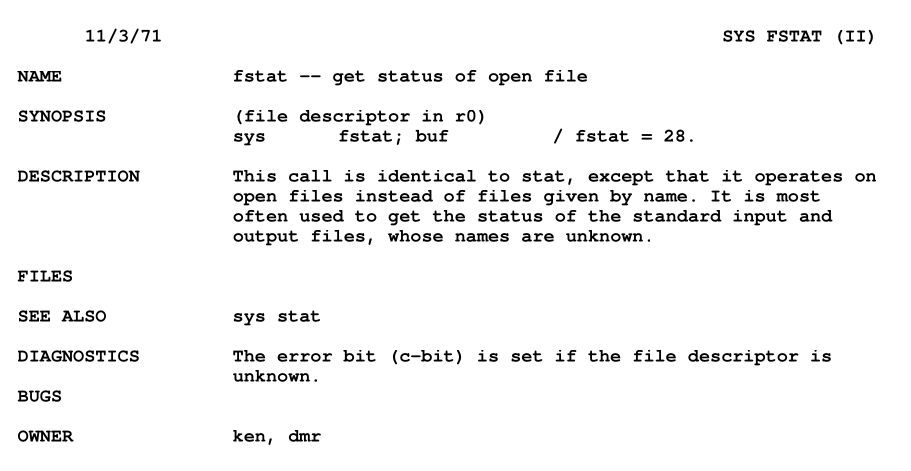 11/3/71 SYS FSTAT (II)
NAME fstat -- get status of open file
SYNOPSIS (file descriptor in r0)
sys fstat; buf / fstat = 28.
DESCRIPTION This call is identical to stat, except that it operates on
open files instead of files given by name. It is most
often used to get the status of the standard input and
output files, whose names are unknown.
FILES
SEE ALSO sys stat
DIAGNOSTICS The error bit (c-bit) is set if the file descriptor is
unknown.
BUGS
OWNER ken, dmr